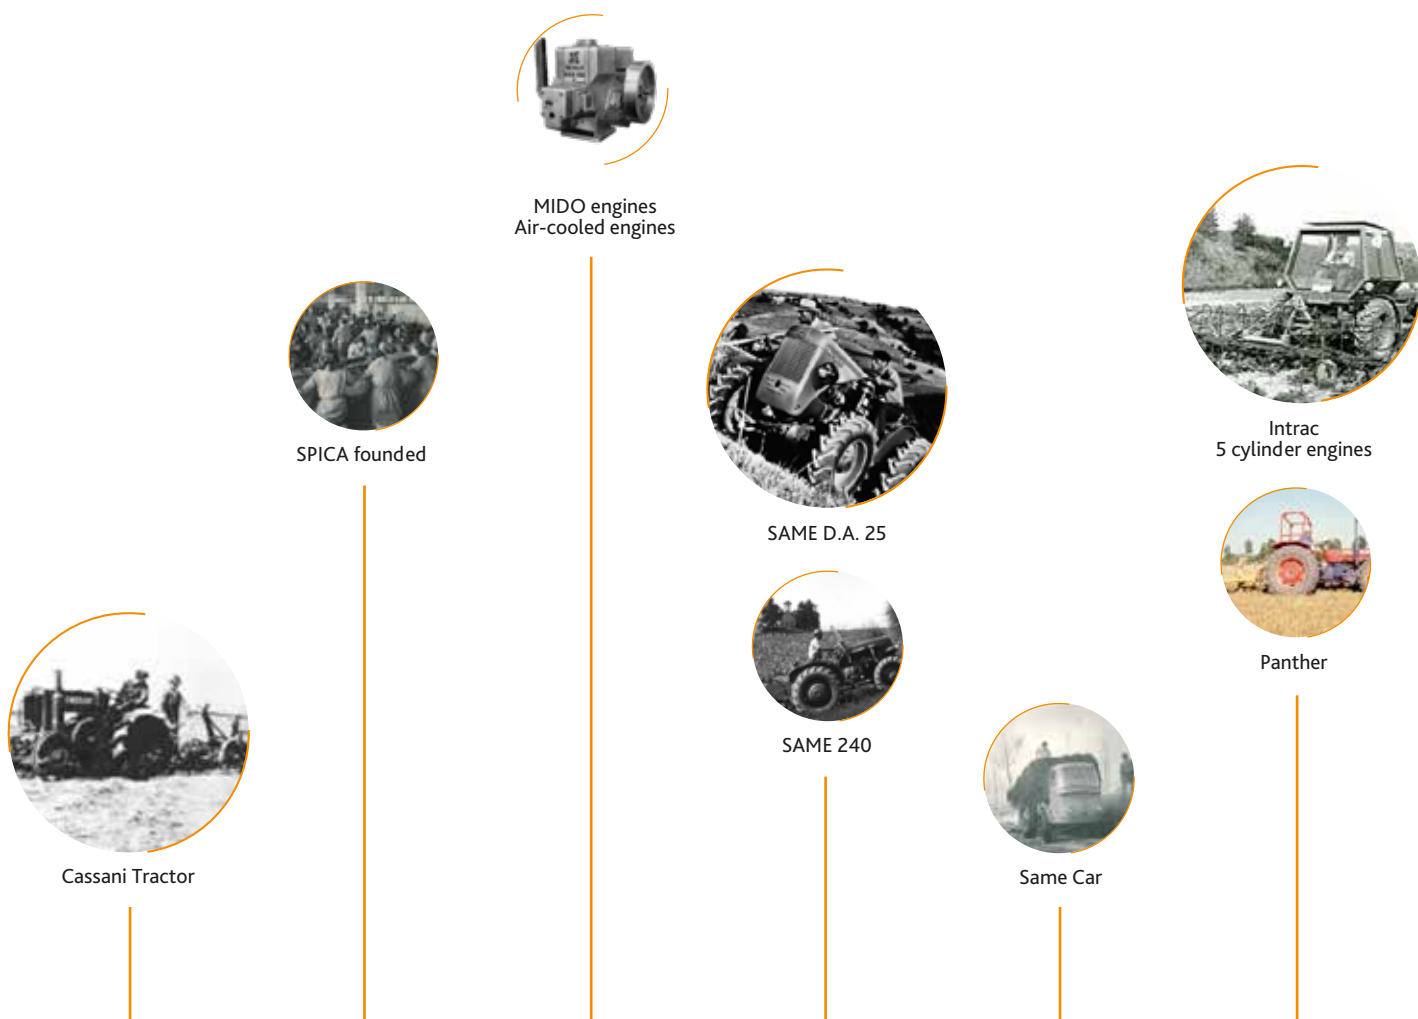 MIDO engines
Air-cooled engines
SPICA founded
Intrac
5 cylinder engines
SAME D.A. 25
Panther
SAME 240
Cassani Tractor
Same Car